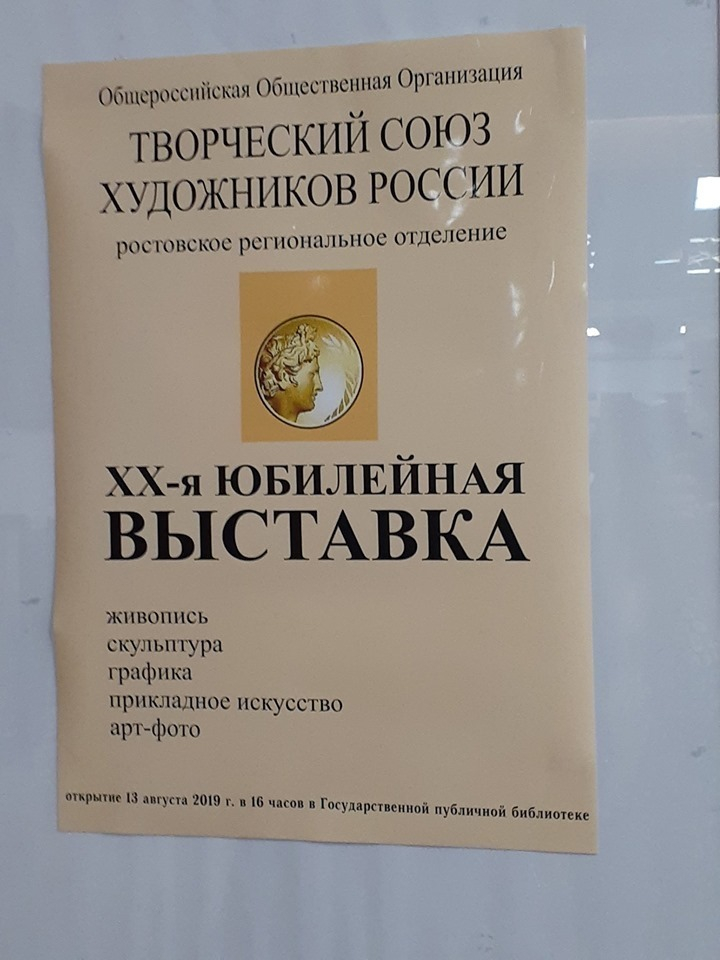 Общероссийская Общественная Организация
ТВОРЧЕСКИЙ СОЮЗ
ХУДОЖНИКОВ РОССИИ
ростовское региональное отделение
XX-я ЮБИЛЕЙНАЯ
ВЫСТАВКА
живопись
скульптура
графика
прикладное искусство
арт-фото
открытие 13 августа 2019 г. в 16 часов в Государственной публичной библиотеке